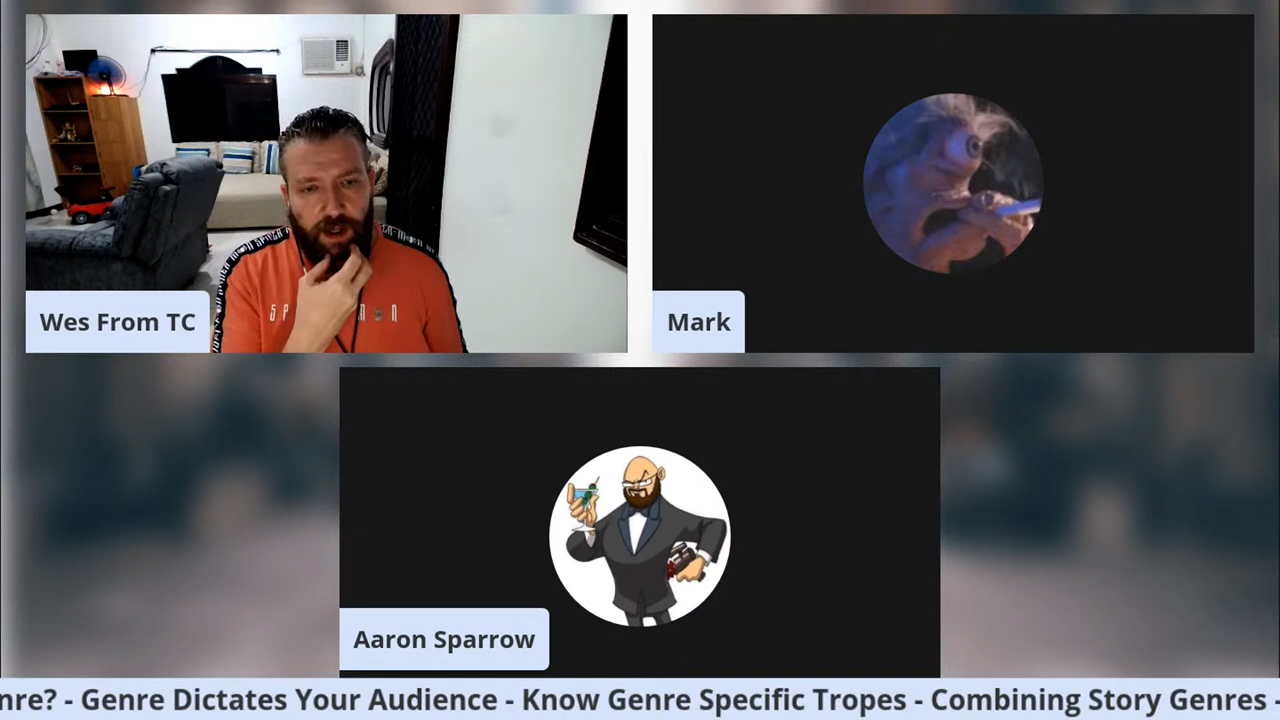 Wes From TC
Mark
Aaron Sparrow
nre? - Genre Dictates Your Audience - Know Genre Specific Tropes - Combining Story Genres -